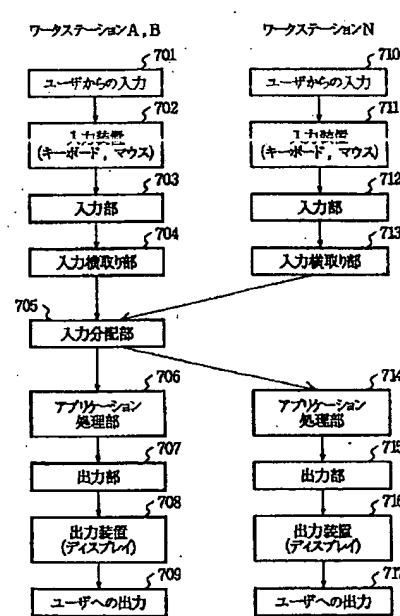 ワークステーションA,B
ワークステーションN
701
ユーザからの入力
702
入力装置
(キーボード,マウス)
703
入力部
704
入力横取り部
705
入力分配部
706
アプリケーション
処理部
707
出力部
708
出力装置
(ディスプレイ)
709
ユーザへの出力
710
ユーザからの入力
711
入力装置
(キーボード,マウス)
712
入力部
713
入力横取り部
714
アプリケーション
処理部
715
出力部
716
出力装置
(ディスプレイ)
717
ユーザへの出力